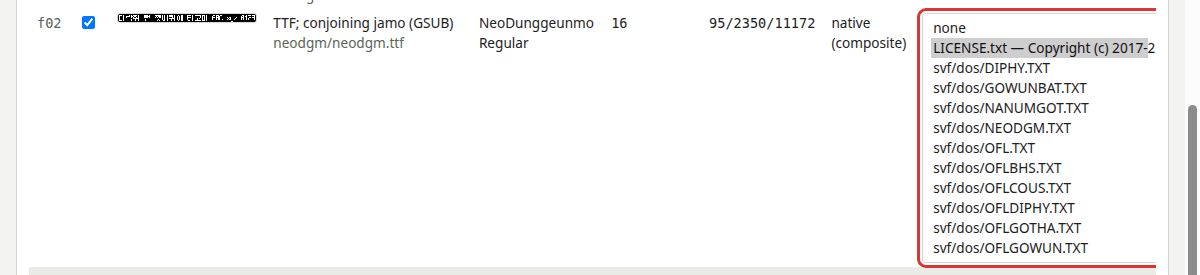 f02
TTF; conjoining jamo (GSUB)
neodgm/neodgm.ttf
NeoDunggeunmo
Regular
16
95/2350/11172
native
(composite)
none
LICENSE.txt — Copyright (c) 2017-2
svf/dos/DIPHY.TXT
svf/dos/GOWUNBAT.TXT
svf/dos/NANUMGOT.TXT
svf/dos/NEODGM.TXT
svf/dos/OFL.TXT
svf/dos/OFLBHS.TXT
svf/dos/OFLCOUS.TXT
svf/dos/OFLDIPHY.TXT
svf/dos/OFLGOTHA.TXT
svf/dos/OFLGOWUN.TXT